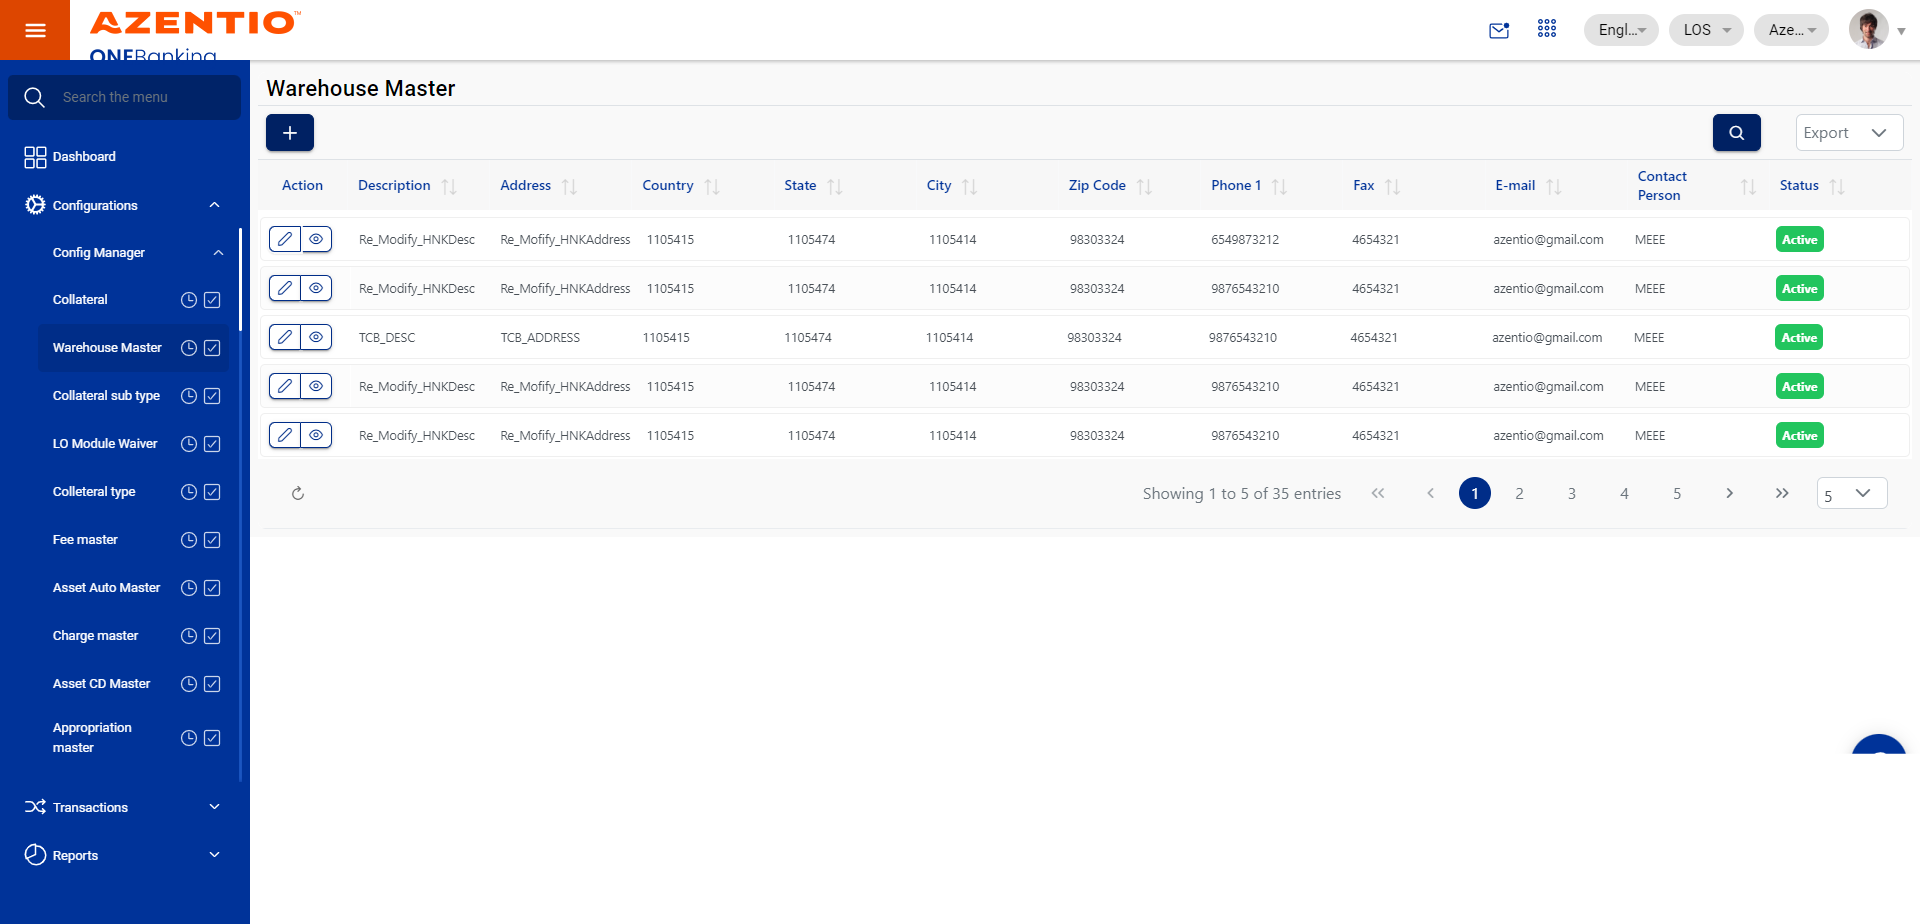 AZENTIO™
ONEBanking
Engl...
LOS
Aze...
Search the menu
Dashboard
Configurations
Config Manager
Collateral
Warehouse Master
Collateral sub type
LO Module Waiver
Colleteral type
Fee master
Asset Auto Master
Charge master
Asset CD Master
Appropriation
master
Transactions
Reports
Warehouse Master
Export
Action Description Address Country State City Zip Code Phone 1 Fax E-mail Contact Person Status
Re_Modify_HNKDesc Re_Mofify_HNKAddress 1105415 1105474 1105414 98303324 6549873212 4654321 azentio@gmail.com MEEE Active
Re_Modify_HNKDesc Re_Mofify_HNKAddress 1105415 1105474 1105414 98303324 9876543210 4654321 azentio@gmail.com MEEE Active
TCB_DESC TCB_ADDRESS 1105415 1105474 1105414 98303324 9876543210 4654321 azentio@gmail.com MEEE Active
Re_Modify_HNKDesc Re_Mofify_HNKAddress 1105415 1105474 1105414 98303324 9876543210 4654321 azentio@gmail.com MEEE Active
Re_Modify_HNKDesc Re_Mofify_HNKAddress 1105415 1105474 1105414 98303324 9876543210 4654321 azentio@gmail.com MEEE Active
Showing 1 to 5 of 35 entries 1 2 3 4 5 5